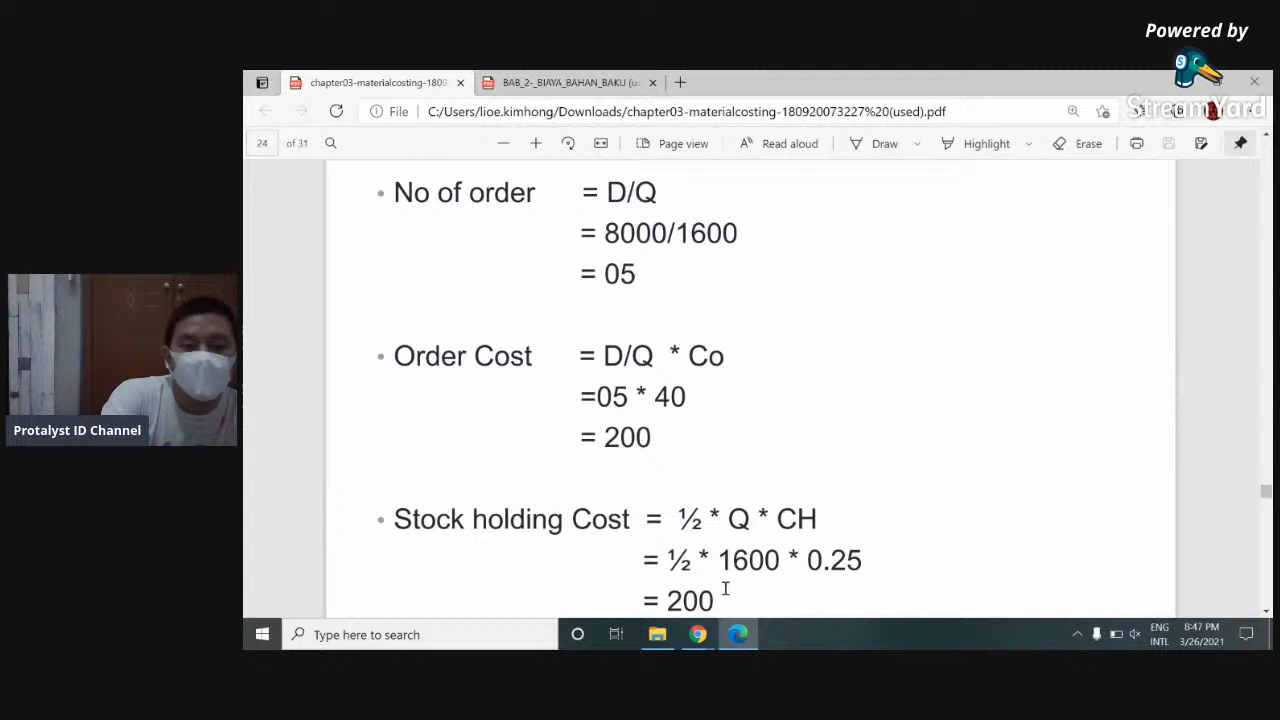 Powered by
StreamYard
chapter03-materialcosting-1809
BAB_2-_BIAYA_BAHAN_BAKU (u
File
C:/Users/lioe.kimhong/Downloads/chapter03-materialcosting-180920073227%20(used).pdf
24 of 31
Page view
Read aloud
Draw
Highlight
Erase
• No of order = D/Q
= 8000/1600
= 05
• Order Cost = D/Q * Co
=05 * 40
= 200
• Stock holding Cost = ½ * Q * CH
= ½ * 1600 * 0.25
= 200
Protalyst ID Channel
Type here to search
ENG
INTL
8:47 PM
3/26/2021